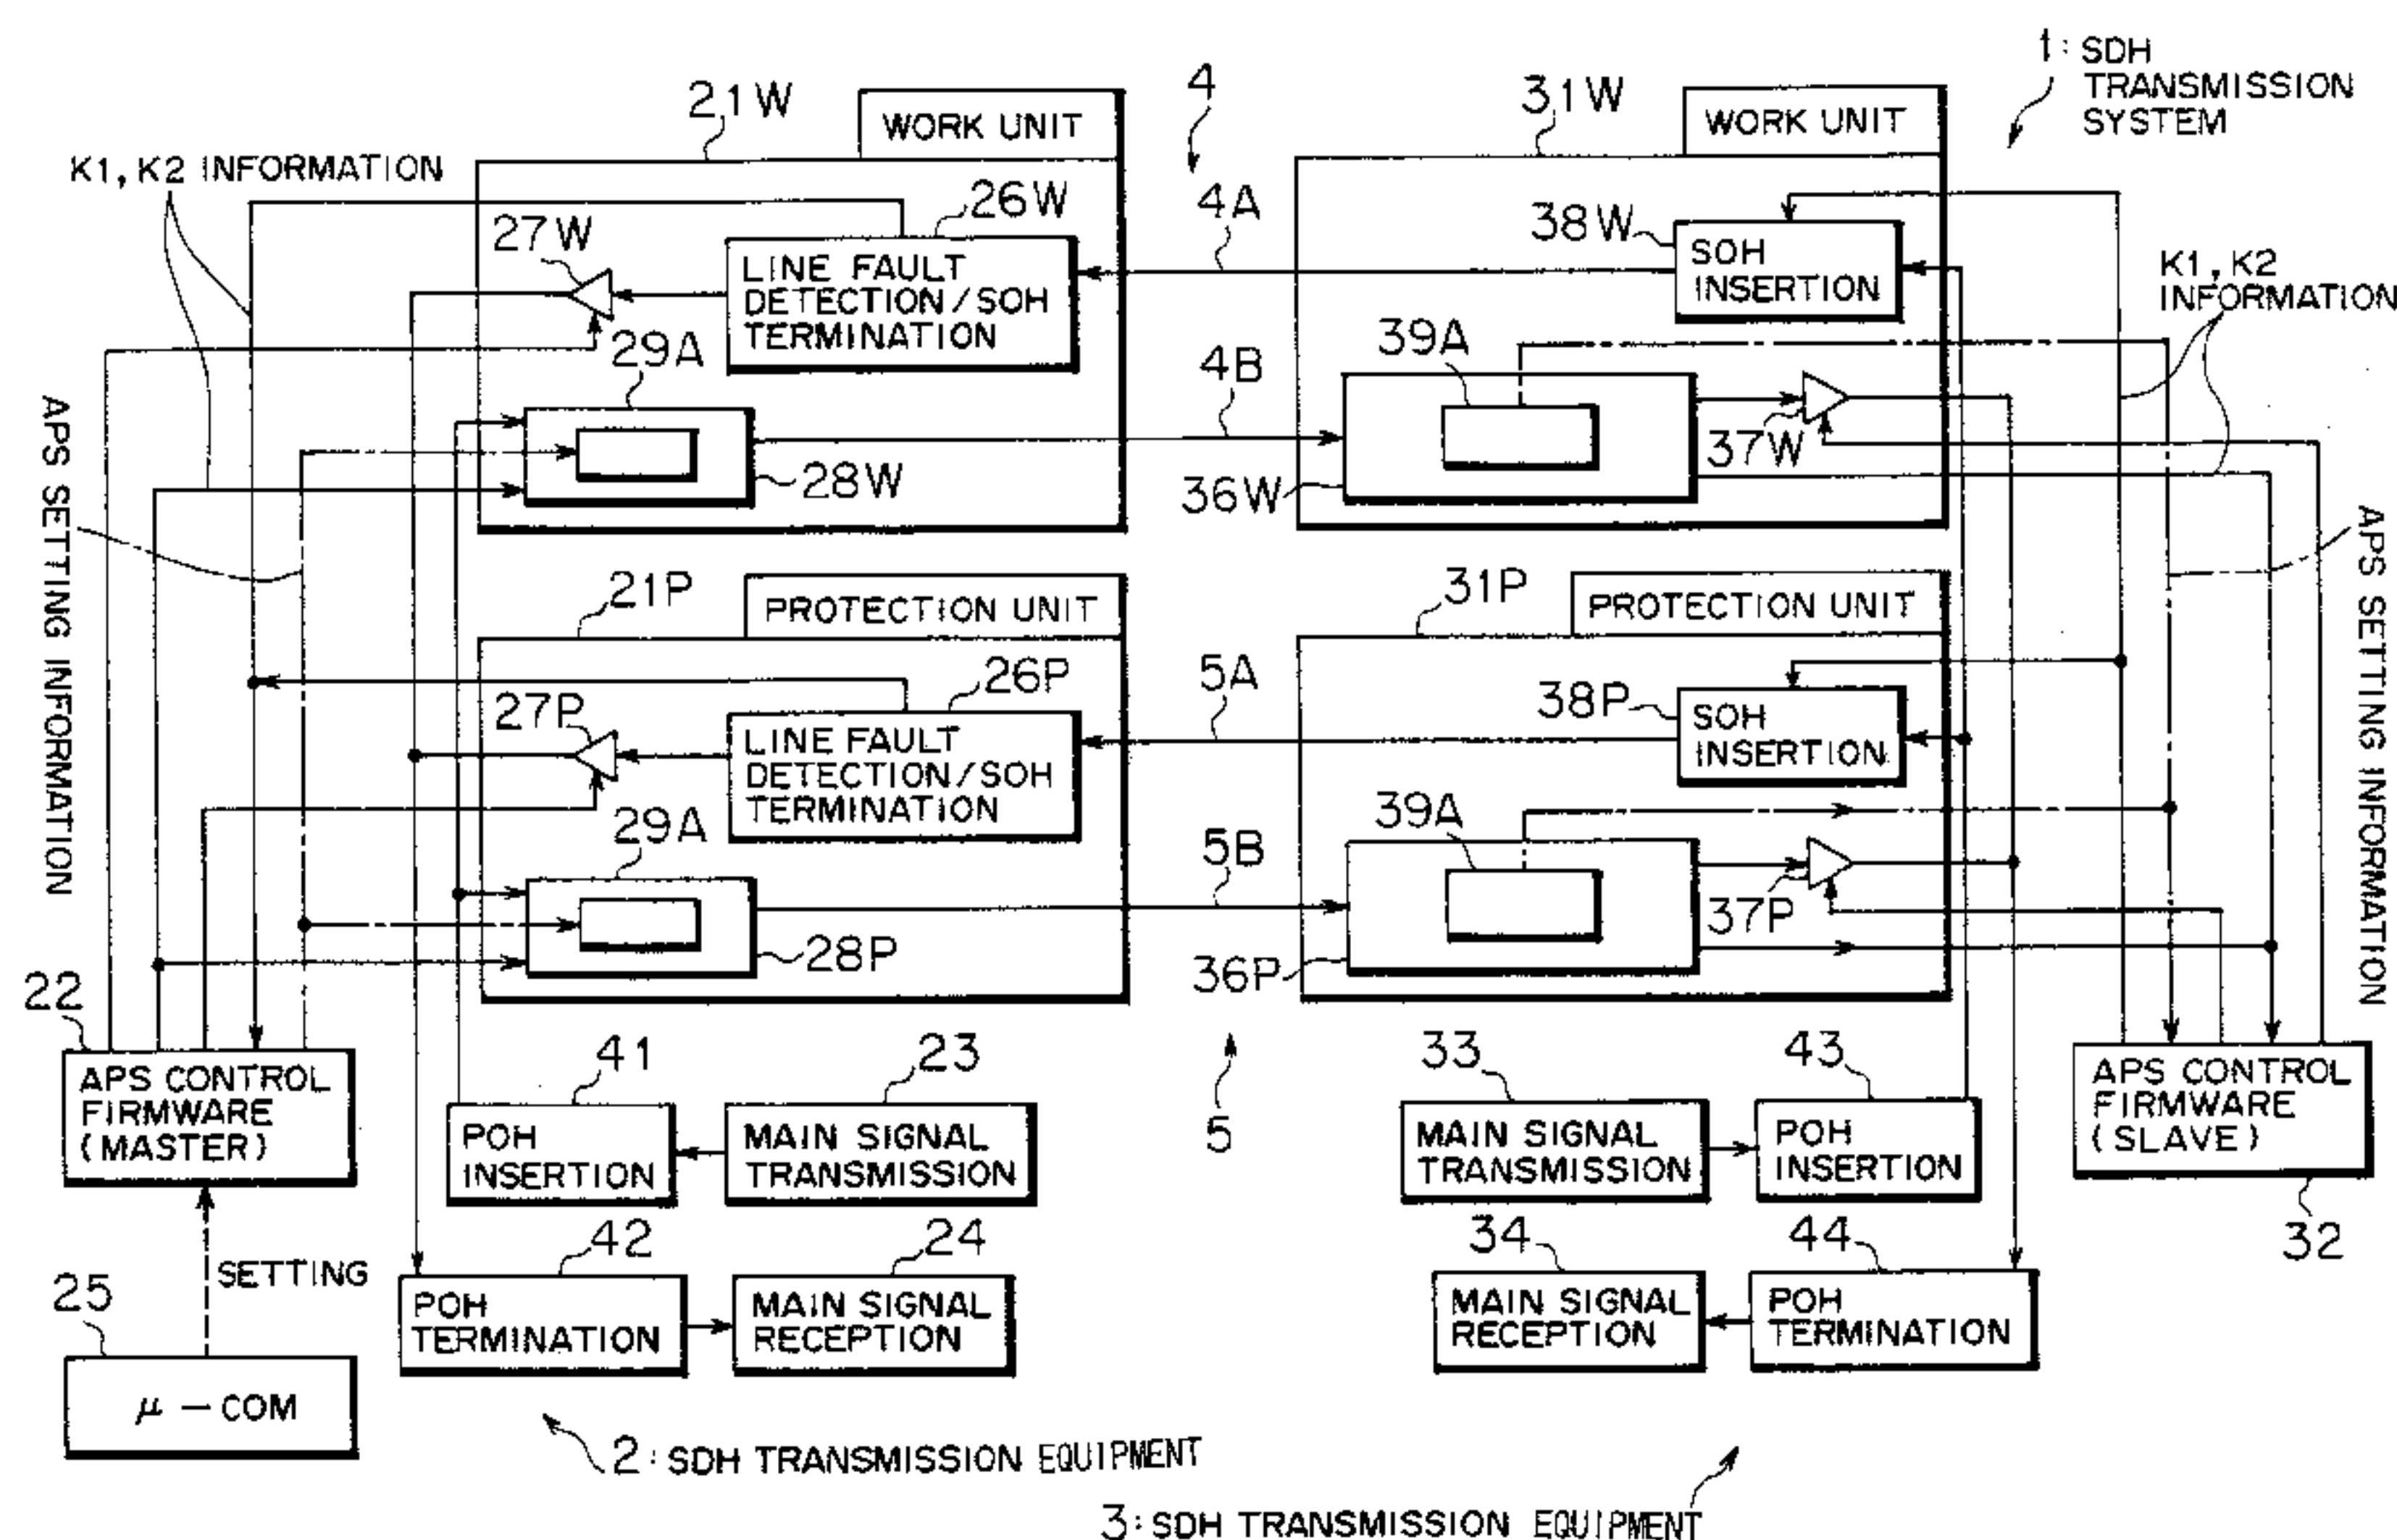 1: SDH
TRANSMISSION
SYSTEM
21W
WORK UNIT
4
31W
WORK UNIT
K1, K2 INFORMATION
26W
4A
38W
SOH
INSERTION
27W
LINE FAULT
DETECTION/SOH
TERMINATION
K1, K2
INFORMATION
29A
4B
39A
37W
28W
36W
APS SETTING INFORMATION
APS SETTING INFORMATION
21P
PROTECTION UNIT
31P
PROTECTION UNIT
26P
5A
38P
SOH
INSERTION
27P
LINE FAULT
DETECTION/SOH
TERMINATION
29A
5B
39A
37P
28P
36P
22
APS CONTROL
FIRMWARE
(MASTER)
41
POH
INSERTION
23
MAIN SIGNAL
TRANSMISSION
5
33
MAIN SIGNAL
TRANSMISSION
43
POH
INSERTION
APS CONTROL
FIRMWARE
(SLAVE)
32
42
POH
TERMINATION
24
MAIN SIGNAL
RECEPTION
34
MAIN SIGNAL
RECEPTION
44
POH
TERMINATION
SETTING
25
μ-COM
2: SDH TRANSMISSION EQUIPMENT
3: SDH TRANSMISSION EQUIPMENT